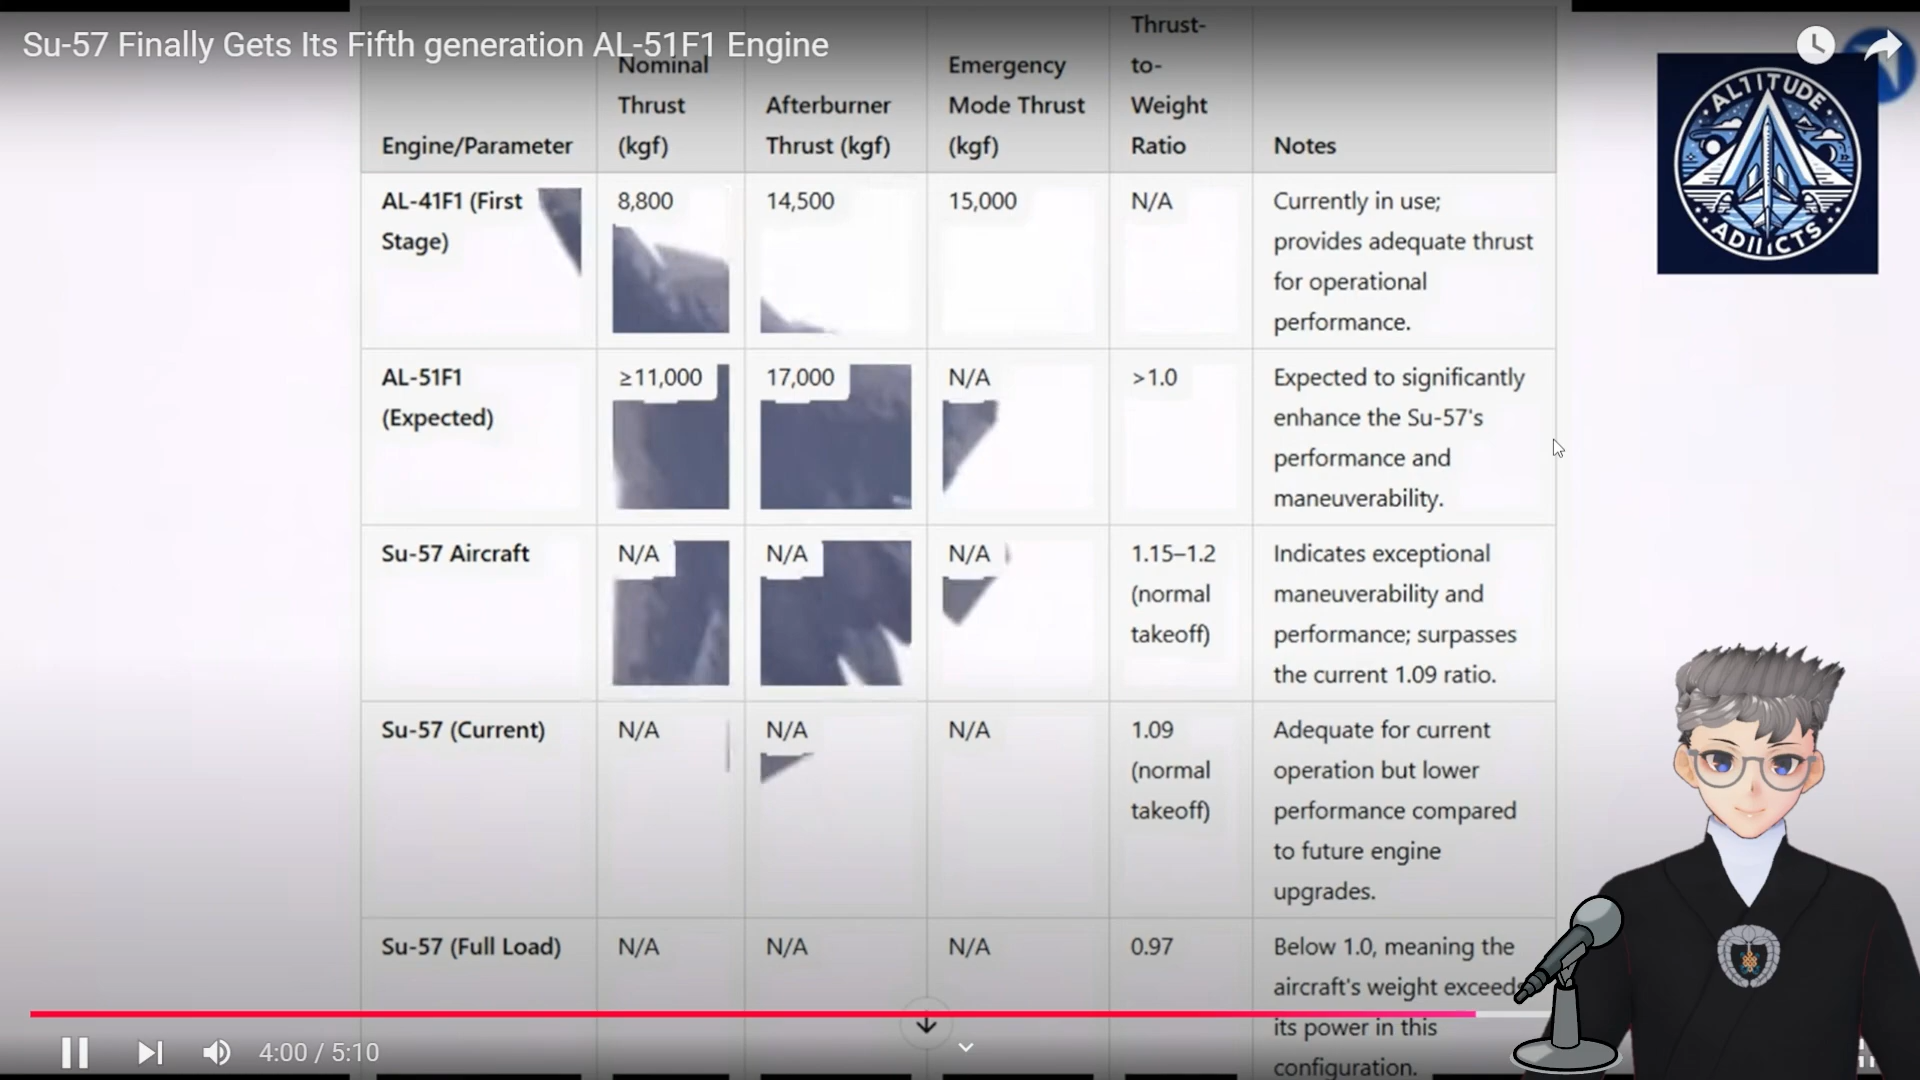 Su-57 Finally Gets Its Fifth generation AL-51F1 Engine
Engine/Parameter
Nominal
Thrust
(kgf)
Afterburner
Thrust (kgf)
Emergency
Mode Thrust
(kgf)
Thrust-
to-
Weight
Ratio
Notes
AL-41F1 (First
Stage)
8,800
14,500
15,000
N/A
Currently in use;
provides adequate thrust
for operational
performance.
AL-51F1
(Expected)
≥11,000
17,000
N/A
>1.0
Expected to significantly
enhance the Su-57's
performance and
maneuverability.
Su-57 Aircraft
N/A
N/A
N/A
1.15–1.2
(normal
takeoff)
Indicates exceptional
maneuverability and
performance; surpasses
the current 1.09 ratio.
Su-57 (Current)
N/A
N/A
N/A
1.09
(normal
takeoff)
Adequate for current
operation but lower
performance compared
to future engine
upgrades.
Su-57 (Full Load)
N/A
N/A
N/A
0.97
Below 1.0, meaning the
aircraft's weight exceeds
its power in this
configuration.
ALTITUDE
4:00 / 5:10